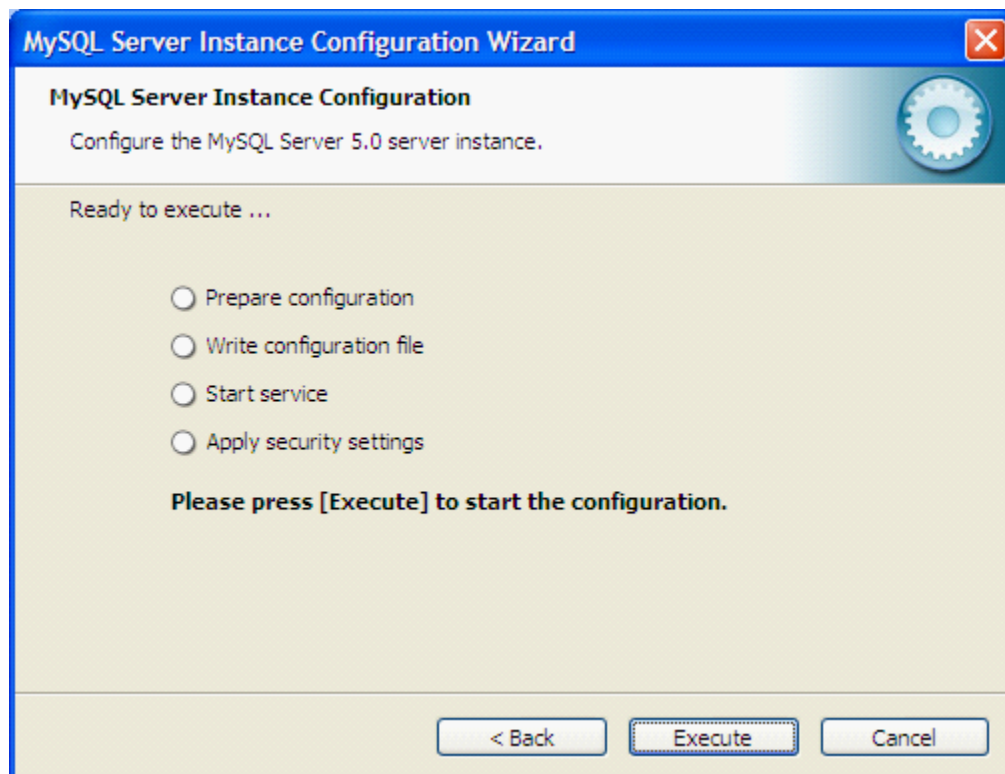 MySQL Server Instance Configuration Wizard
MySQL Server Instance Configuration
Configure the MySQL Server 5.0 server instance.
Ready to execute ...
Prepare configuration
Write configuration file
Start service
Apply security settings
Please press [Execute] to start the configuration.
< Back
Execute
Cancel